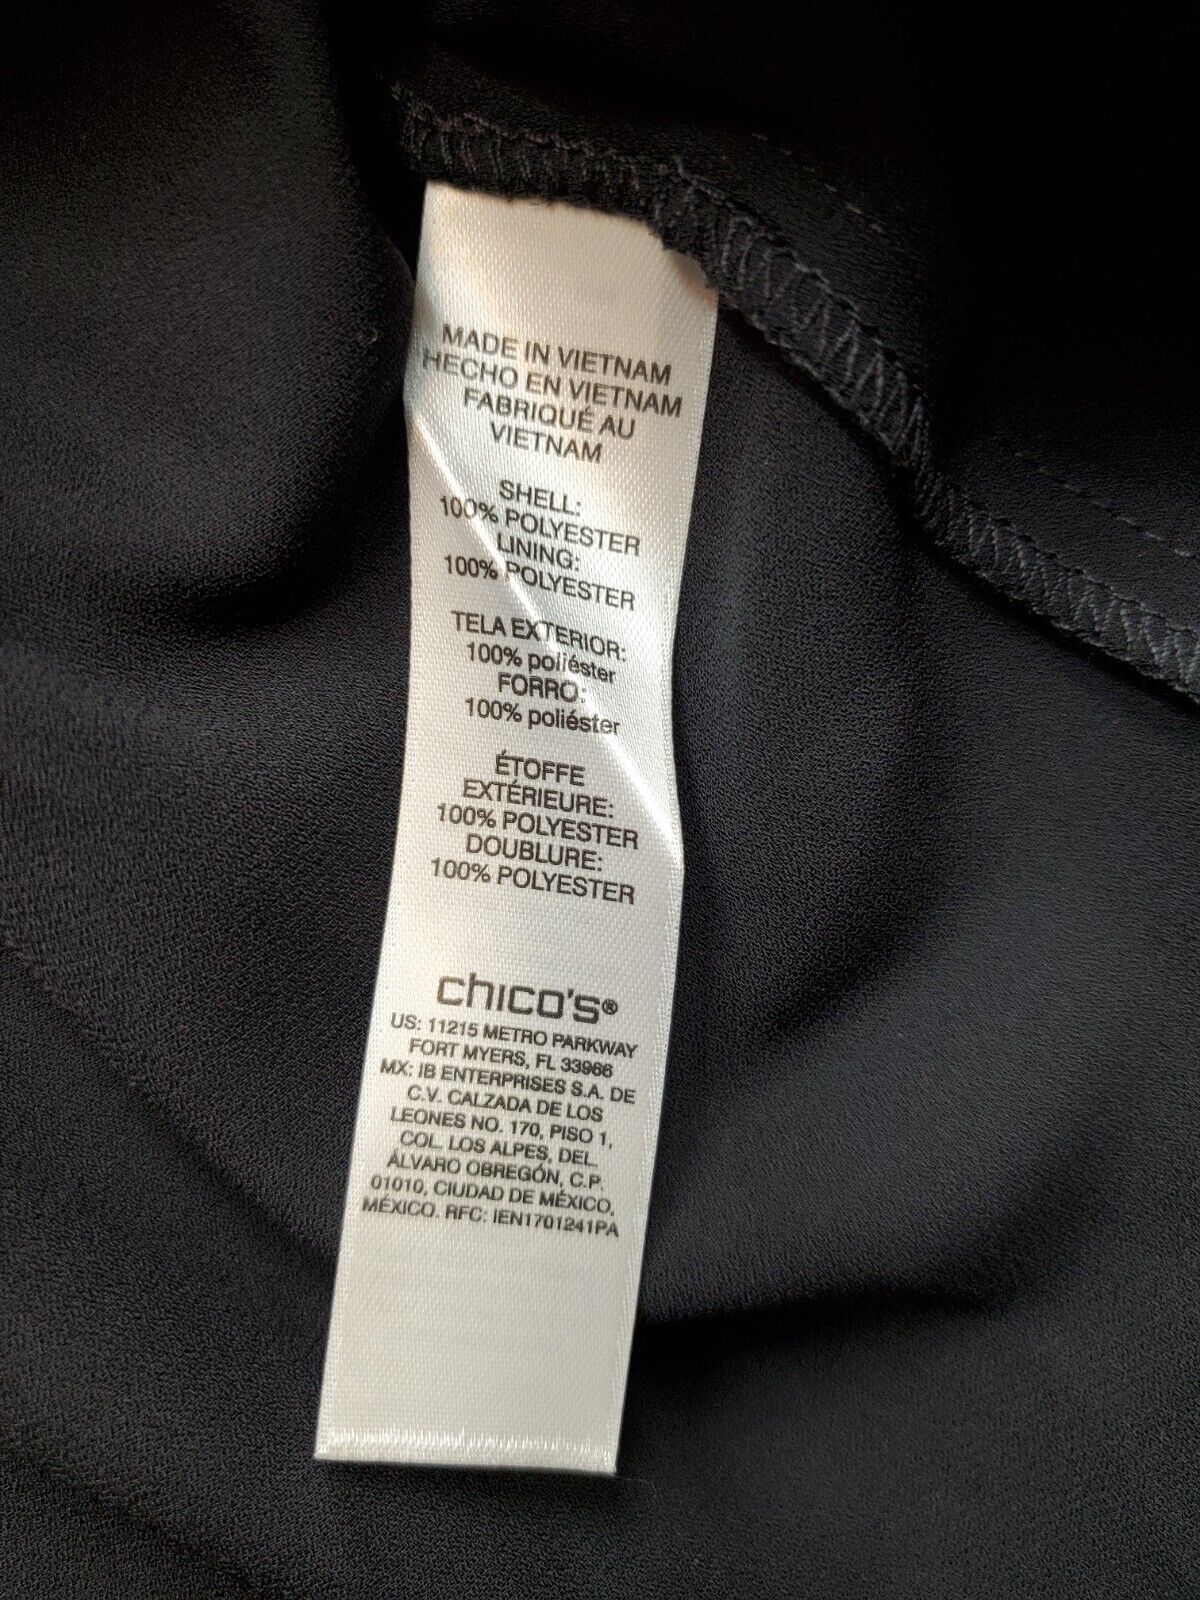 MADE IN VIETNAM
HECHO EN VIETNAM
FABRIQUÉ AU
VIETNAM
SHELL:
100% POLYESTER
LINING:
100% POLYESTER
TELA EXTERIOR:
100% poliéster
FORRO:
100% poliéster
ÉTOFFE
EXTÉRIEURE:
100% POLYESTER
DOUBLURE:
100% POLYESTER
chico's®
US: 11215 METRO PARKWAY
FORT MYERS, FL 33966
MX: IB ENTERPRISES S.A. DE
C.V. CALZADA DE LOS
LEONES NO. 170, PISO 1,
COL. LOS ALPES, DEL.
ÁLVARO OBREGÓN, C.P.
01010, CIUDAD DE MÉXICO,
MÉXICO. RFC: IEN1701241PA